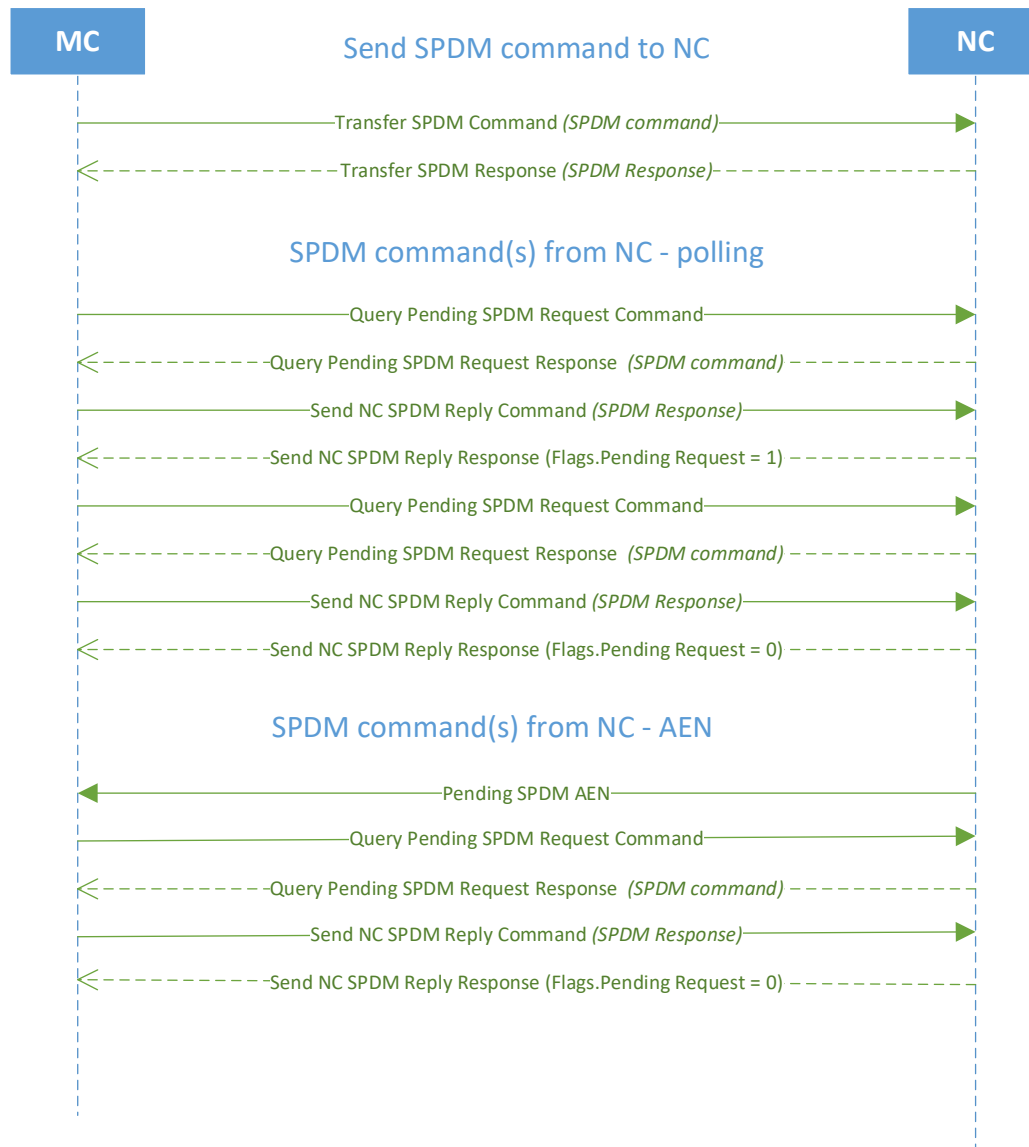 MC
Send SPDM command to NC
NC
Transfer SPDM Command (SPDM command)
Transfer SPDM Response (SPDM Response)
SPDM command(s) from NC - polling
Query Pending SPDM Request Command
Query Pending SPDM Request Response (SPDM command)
Send NC SPDM Reply Command (SPDM Response)
Send NC SPDM Reply Response (Flags.Pending Request = 1)
Query Pending SPDM Request Command
Query Pending SPDM Request Response (SPDM command)
Send NC SPDM Reply Command (SPDM Response)
Send NC SPDM Reply Response (Flags.Pending Request = 0)
SPDM command(s) from NC - AEN
Pending SPDM AEN
Query Pending SPDM Request Command
Query Pending SPDM Request Response (SPDM command)
Send NC SPDM Reply Command (SPDM Response)
Send NC SPDM Reply Response (Flags.Pending Request = 0)